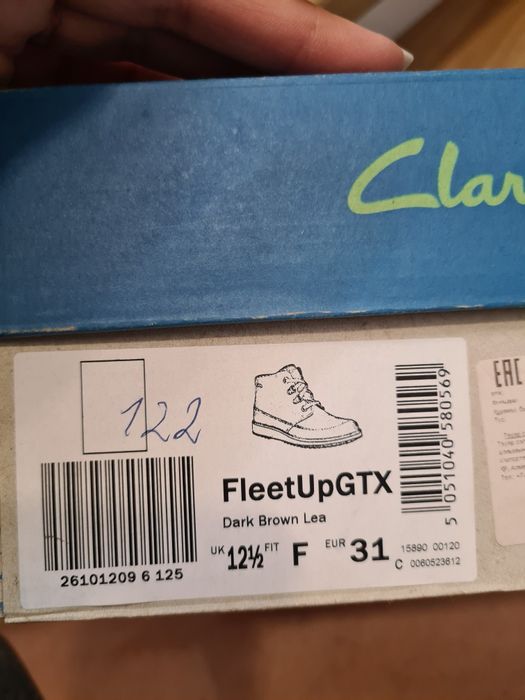 Clar
122
FleetUpGTX
Dark Brown Lea
UK 12½ FIT F EUR 31
15890 00120
C 0060523612
26101209 6 125
5 051040 580569
EAC